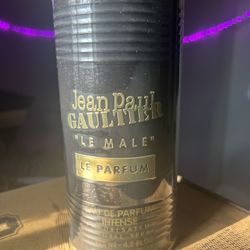 Jean Paul
GAULTIER
"LE MALE"
LE PARFUM
EAU DE PARFUM
INTENSE